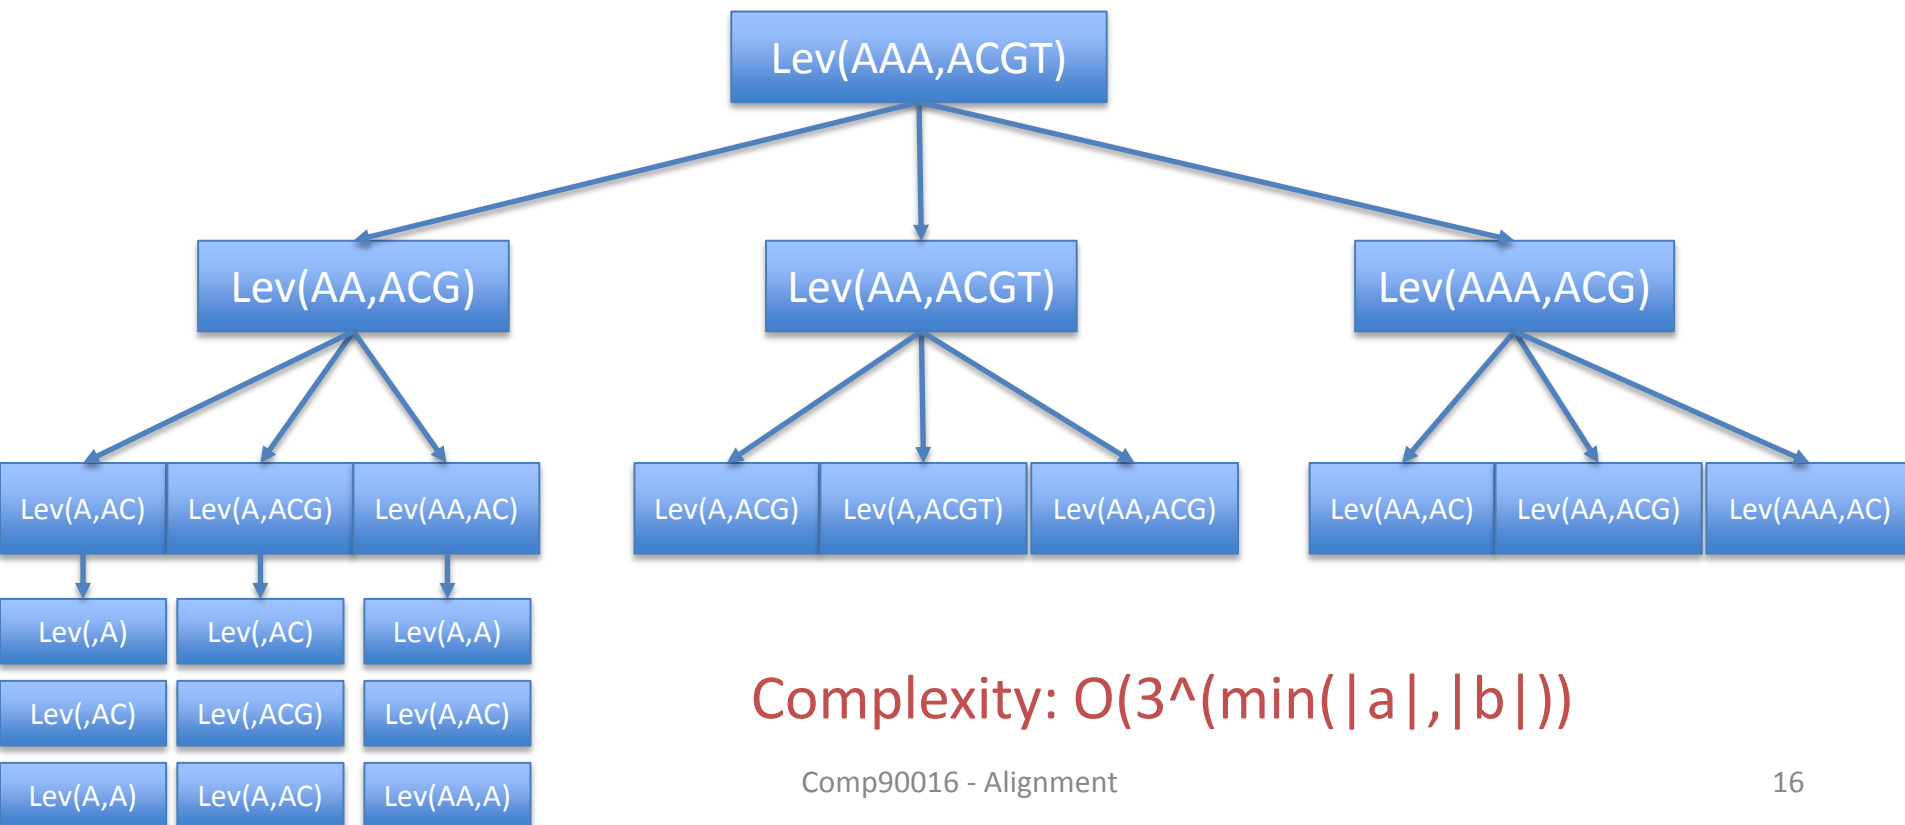 Lev(AAA,ACGT)
Lev(AA,ACG) Lev(AA,ACGT) Lev(AAA,ACG)
Lev(A,AC) Lev(A,ACG) Lev(AA,AC) Lev(A,ACG) Lev(A,ACGT) Lev(AA,ACG) Lev(AA,AC) Lev(AA,ACG) Lev(AAA,AC)
Lev(,A) Lev(,AC) Lev(A,A)
Lev(,AC) Lev(,ACG) Lev(A,AC)
Lev(A,A) Lev(A,AC) Lev(AA,A)
Complexity: O(3^(min(|a|,|b|))
Comp90016 - Alignment
16